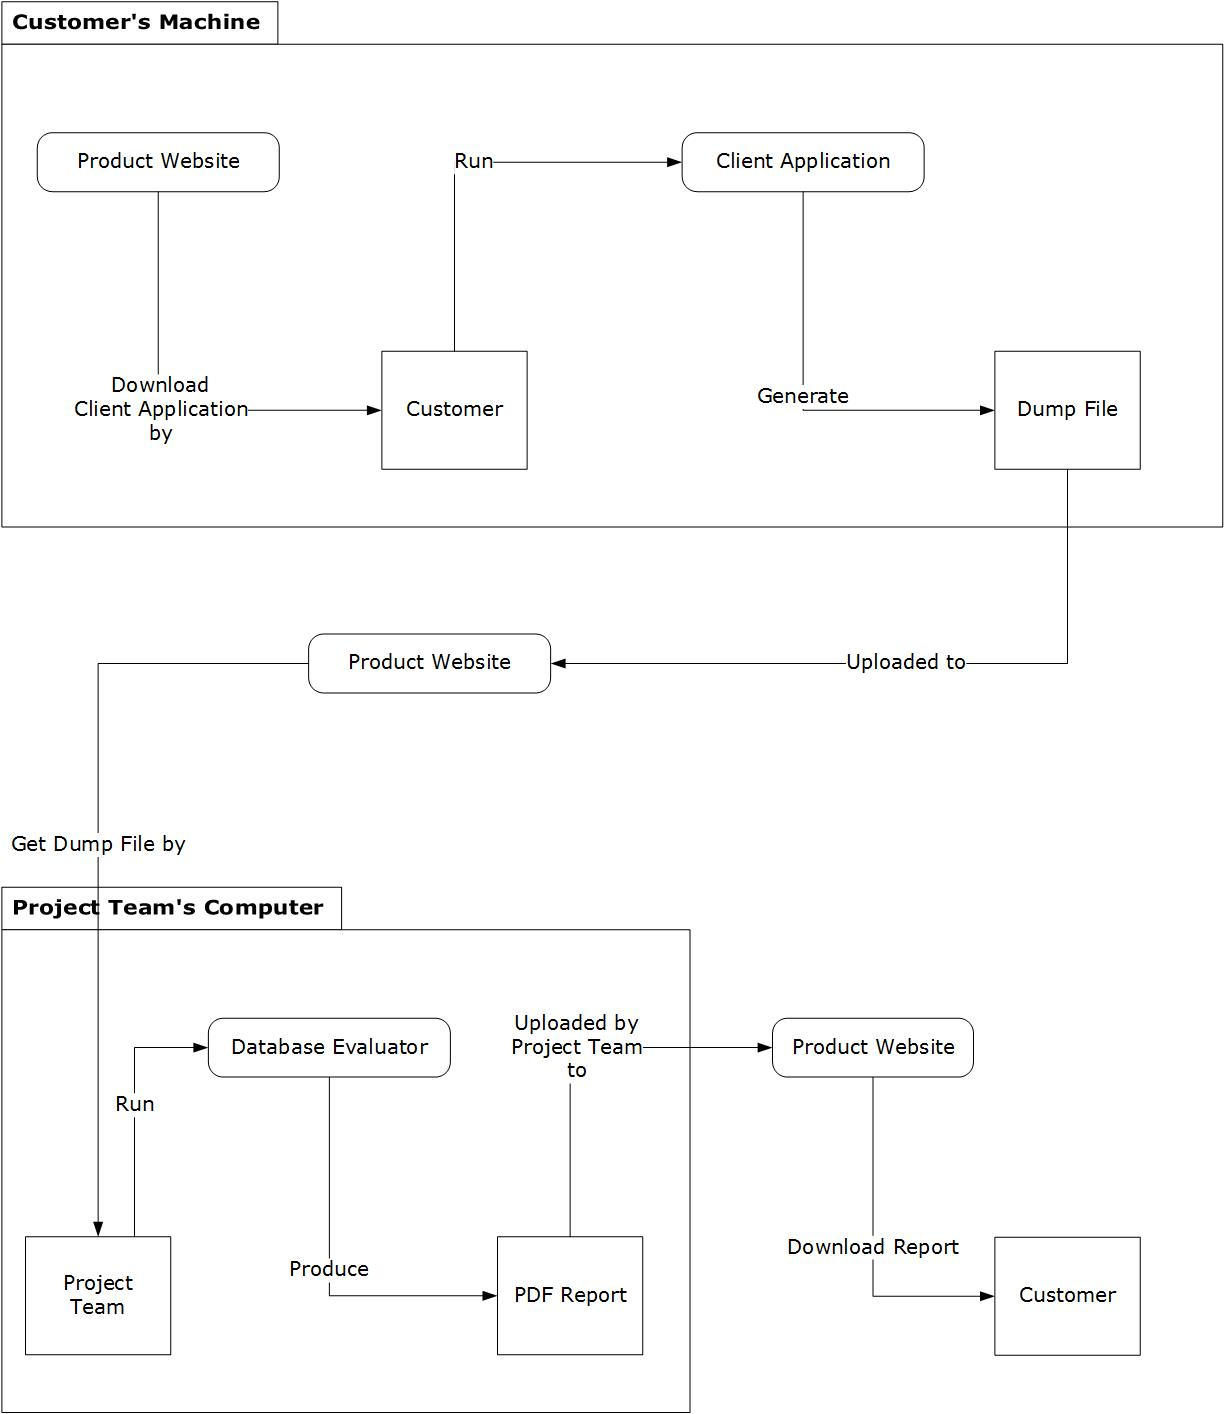 Customer's Machine
Product Website
Run
Client Application
Download
Client Application
by
Customer
Generate
Dump File
Product Website
Uploaded to
Get Dump File by
Project Team's Computer
Uploaded by
Project Team
to
Database Evaluator
Product Website
Run
Produce
Download Report
Project
Team
PDF Report
Customer